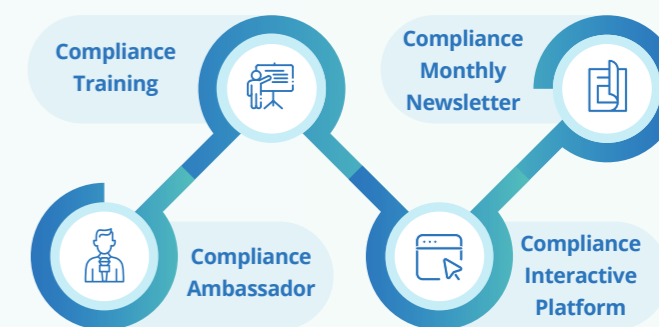 Compliance
Training
Compliance
Monthly
Newsletter
Compliance
Ambassador
Compliance
Interactive
Platform